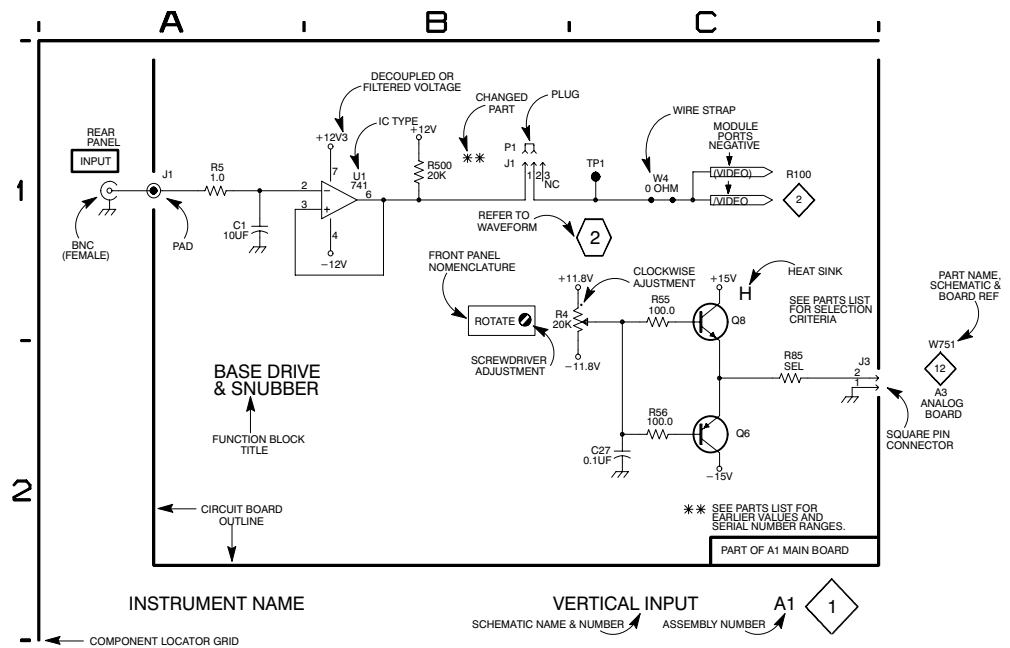 A
B
C
1
2
REAR
PANEL
INPUT
BNC
(FEMALE)
J1
PAD
R5
1.0
C1
10UF
DECOUPLED OR
FILTERED VOLTAGE
+12V3
IC TYPE
U1
741
2
3
7
6
4
−
+
−12V
+12V
R500
20K
CHANGED
PART
**
PLUG
P1
J1
1 2 3
NC
TP1
WIRE STRAP
W4
0 OHM
MODULE
PORTS
NEGATIVE
(VIDEO)
/VIDEO
R100
2
REFER TO
WAVEFORM
2
FRONT PANEL
NOMENCLATURE
ROTATE
SCREWDRIVER
ADJUSTMENT
+11.8V
CLOCKWISE
AJUSTMENT
R4
20K
−11.8V
R55
100.0
+15V
H
HEAT SINK
SEE PARTS LIST
FOR SELECTION
CRITERIA
Q8
R85
SEL
J3
2
1
PART NAME,
SCHEMATIC &
BOARD REF
W751
12
A3
ANALOG
BOARD
SQUARE PIN
CONNECTOR
R56
100.0
C27
0.1UF
Q6
−15V
BASE DRIVE
& SNUBBER
FUNCTION BLOCK
TITLE
CIRCUIT BOARD
OUTLINE
** SEE PARTS LIST FOR
EARLIER VALUES AND
SERIAL NUMBER RANGES.
PART OF A1 MAIN BOARD
INSTRUMENT NAME
VERTICAL INPUT
A1
1
SCHEMATIC NAME & NUMBER
ASSEMBLY NUMBER
COMPONENT LOCATOR GRID